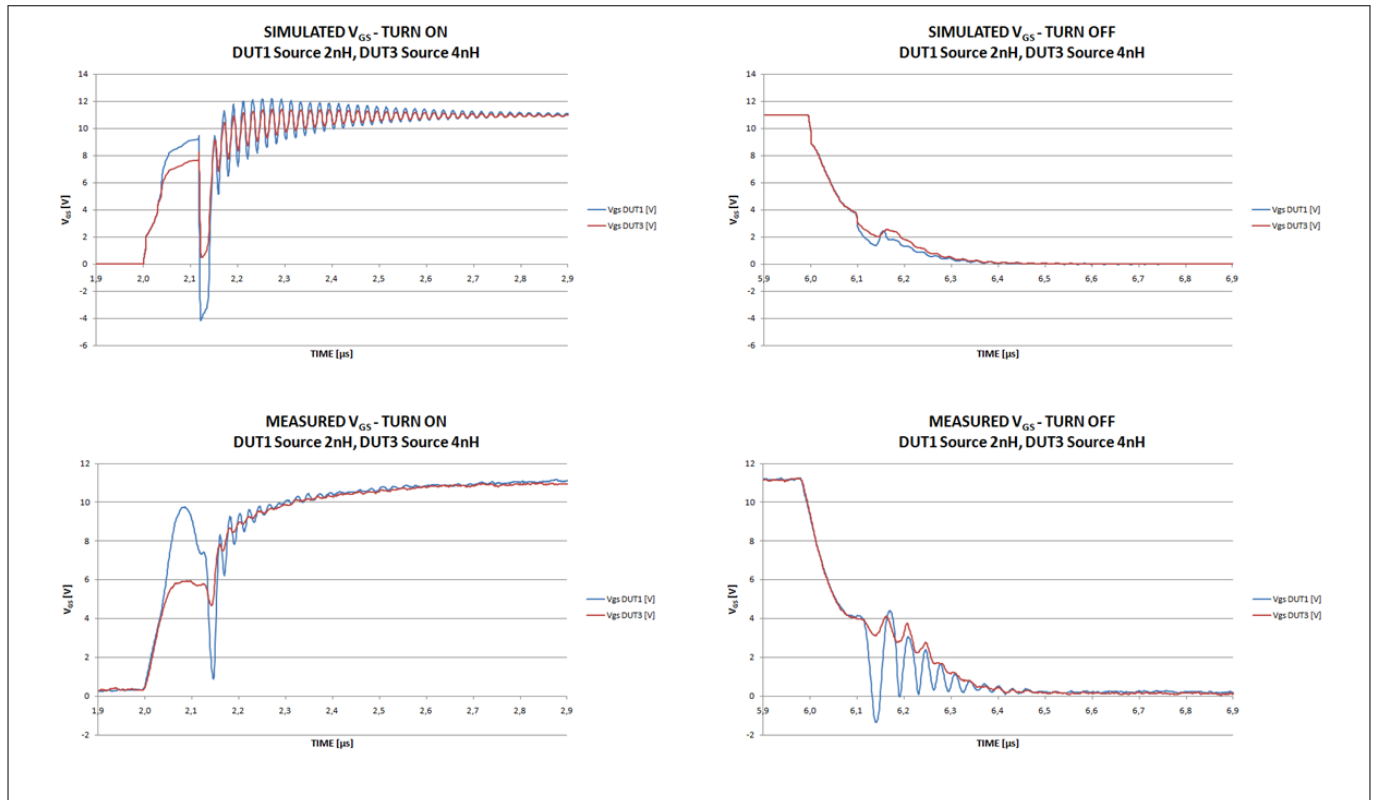 SIMULATED VGS - TURN ON
DUT1 Source 2nH, DUT3 Source 4nH
14
12
10
8
6
4
2
0
-2
-4
-6
VGS [V]
1,9 2,0 2,1 2,2 2,3 2,4 2,5 2,6 2,7 2,8 2,9
TIME [µs]
Vgs DUT1 [V]
Vgs DUT3 [V]
SIMULATED VGS - TURN OFF
DUT1 Source 2nH, DUT3 Source 4nH
14
12
10
8
6
4
2
0
-2
-4
-6
VGS [V]
5,9 6,0 6,1 6,2 6,3 6,4 6,5 6,6 6,7 6,8 6,9
TIME [µs]
Vgs DUT1 [V]
Vgs DUT3 [V]
MEASURED VGS - TURN ON
DUT1 Source 2nH, DUT3 Source 4nH
12
10
8
6
4
2
0
-2
VGS [V]
1,9 2,0 2,1 2,2 2,3 2,4 2,5 2,6 2,7 2,8 2,9
TIME [µs]
Vgs DUT1 [V]
Vgs DUT3 [V]
MEASURED VGS - TURN OFF
DUT1 Source 2nH, DUT3 Source 4nH
12
10
8
6
4
2
0
-2
VGS [V]
5,9 6,0 6,1 6,2 6,3 6,4 6,5 6,6 6,7 6,8 6,9
TIME [µs]
Vgs DUT1 [V]
Vgs DUT3 [V]